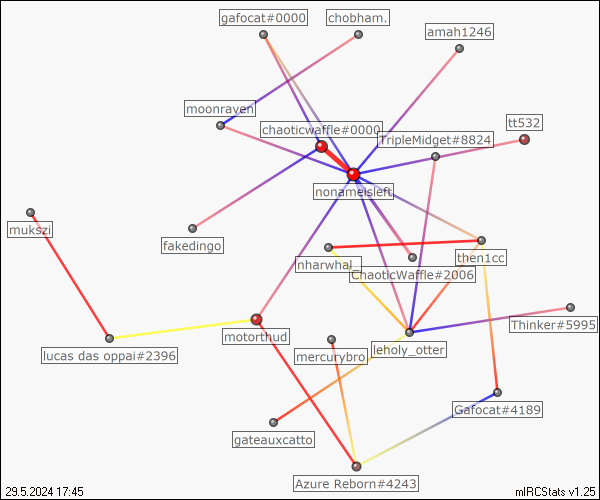 gafocat#0000
chobham.
amah1246
moonraven
chaoticwaffle#0000
tt532
TripleMidget#8824
nonameisleft
mukszi
fakedingo
nharwhal_
then1cc
ChaoticWaffle#2006
Thinker#5995
motorthud
leholy_otter
lucas das oppai#2396
mercurybro
Gafocat#4189
gateauxcatto
Azure Reborn#4243
29.5.2024 17:45
mIRCStats v1.25